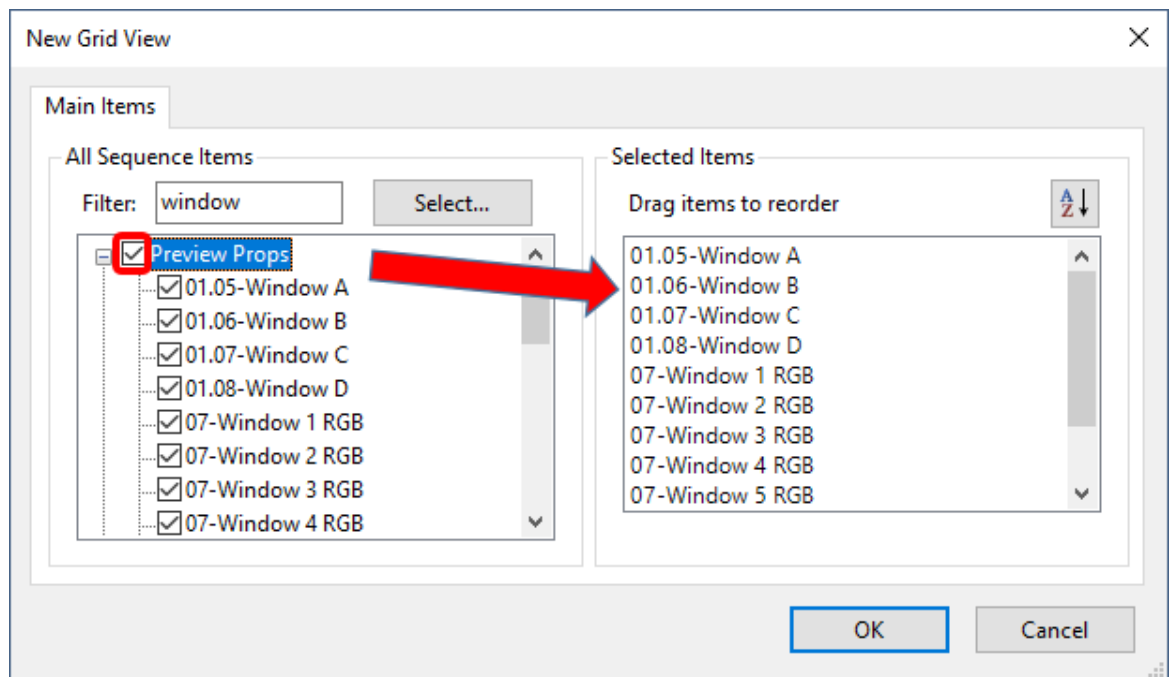 New Grid View
Main Items
All Sequence Items
Filter: window Select...
Preview Props
01.05-Window A
01.06-Window B
01.07-Window C
01.08-Window D
07-Window 1 RGB
07-Window 2 RGB
07-Window 3 RGB
07-Window 4 RGB
Selected Items
Drag items to reorder
A
Z
01.05-Window A
01.06-Window B
01.07-Window C
01.08-Window D
07-Window 1 RGB
07-Window 2 RGB
07-Window 3 RGB
07-Window 4 RGB
07-Window 5 RGB
OK Cancel